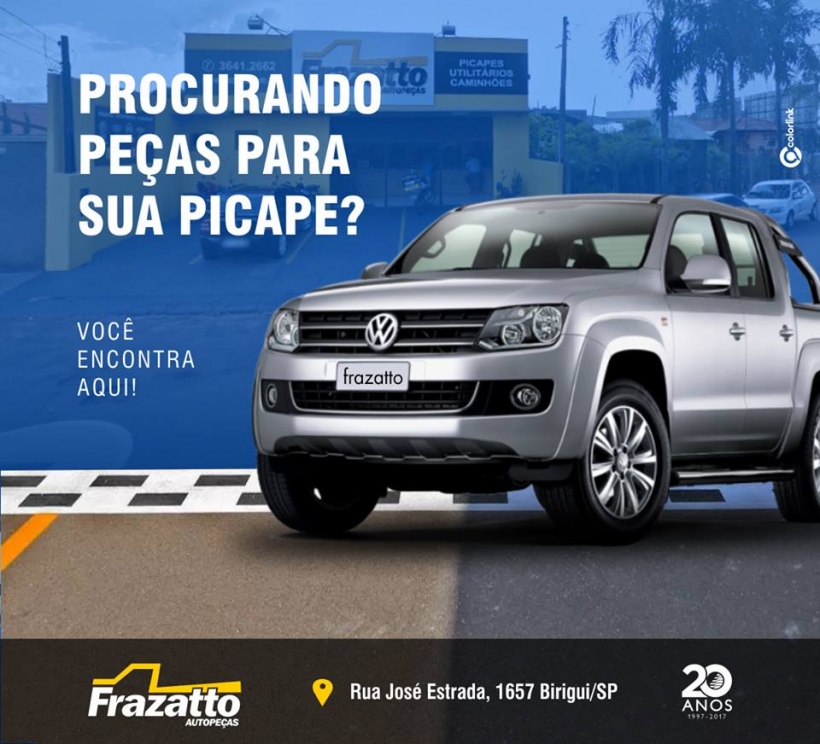 3641.2662
Frazatto
AUTOPEÇAS
PICAPES
UTILITÁRIOS
CAMINHÕES
PROCURANDO
PEÇAS PARA
SUA PICAPE?
colorlink
VOCÊ
ENCONTRA
AQUI!
frazatto
Frazatto
AUTOPEÇAS
Rua José Estrada, 1657 Birigui/SP
20
ANOS
1997-2017